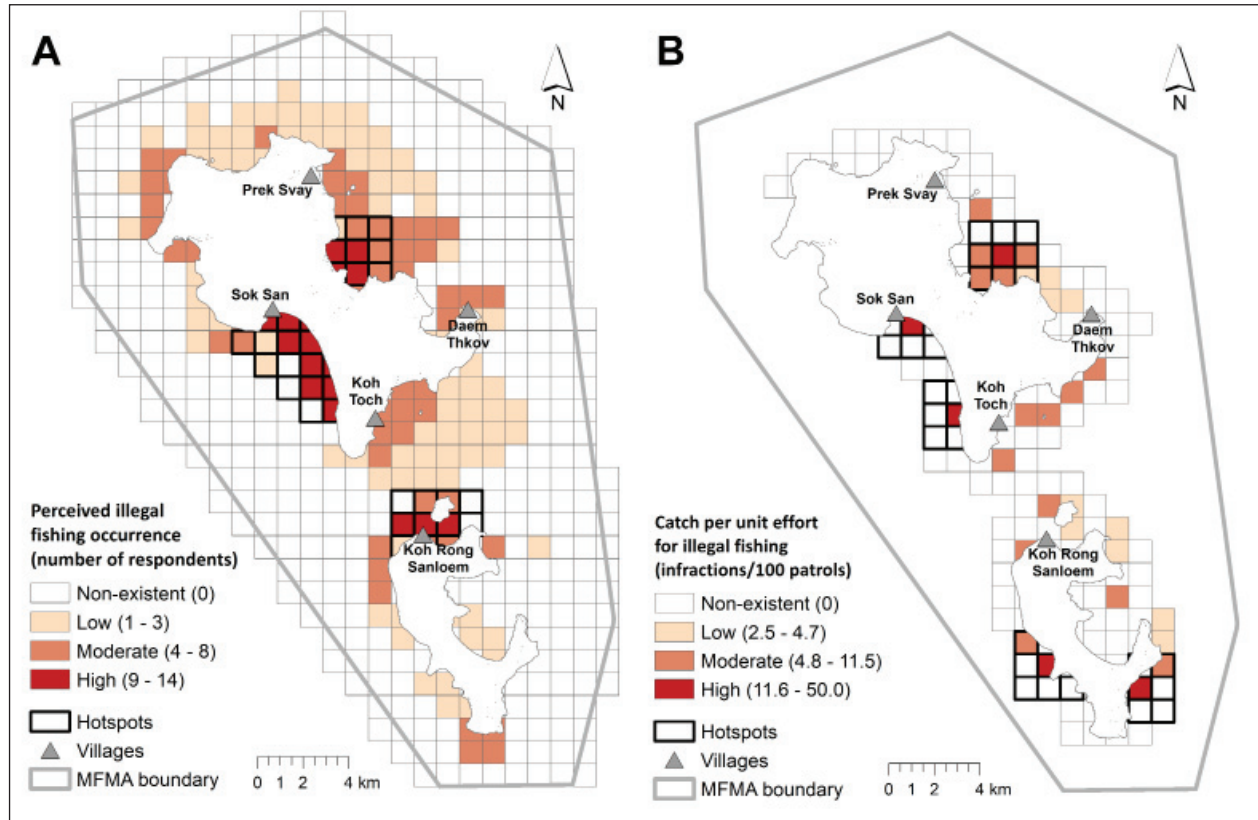 A
N
Prek Svay
Sok San
Daem
Thkov
Koh
Toch
Koh Rong
Sanloem
Perceived illegal
fishing occurrence
(number of respondents)
Non-existent (0)
Low (1 - 3)
Moderate (4 - 8)
High (9 - 14)
Hotspots
Villages
MFMA boundary
0 2 4 km
B
N
Prek Svay
Sok San
Daem
Thkov
Koh
Toch
Koh Rong
Sanloem
Catch per unit effort
for illegal fishing
(infractions/100 patrols)
Non-existent (0)
Low (2.5 - 4.7)
Moderate (4.8 - 11.5)
High (11.6 - 50.0)
Hotspots
Villages
MFMA boundary
0 2 4 km